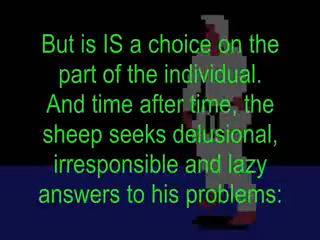 But is IS a choice on the
part of the individual.
And time after time, the
sheep seeks delusional,
irresponsible and lazy
answers to his problems: